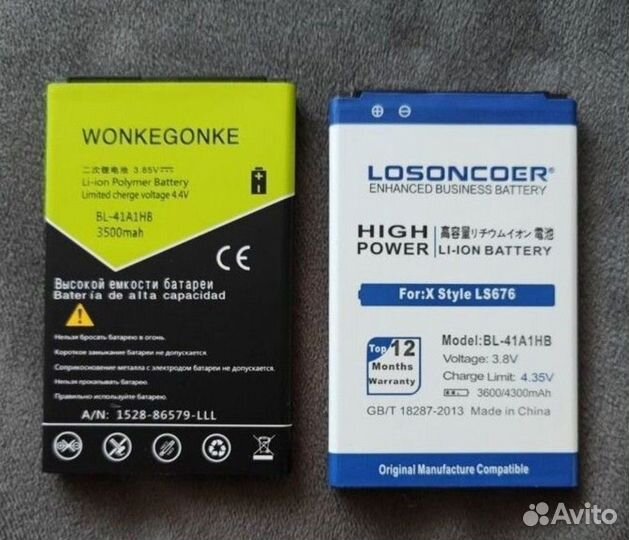 WONKEGONKE
二次锂电池 3.85V
Li-ion Polymer Battery
Limited charge voltage 4.4V
BL-41A1HB
3500mah
CE
Высокой емкости батареи
Batería de alta capacidad
Нельзя бросать батарею в огонь.
Короткое замыкание батареи не допускается.
Соприкосновение металла с электродом батареи не допускается.
Нельзя прокалывать батарею.
Правильно используйте батарею.
A/N: 1528-86579-LLL
LOSONCOER
ENHANCED BUSINESS BATTERY
HIGH POWER
高容量リチウムイオン電池
LI-ION BATTERY
For:X Style LS676
Top 12
Months
Warranty
Model:BL-41A1HB
Voltage: 3.8V
Charge Limit: 4.35V
3600/4300mAh
GB/T 18287-2013 Made in China
Original Manufacture Compatible
Avito